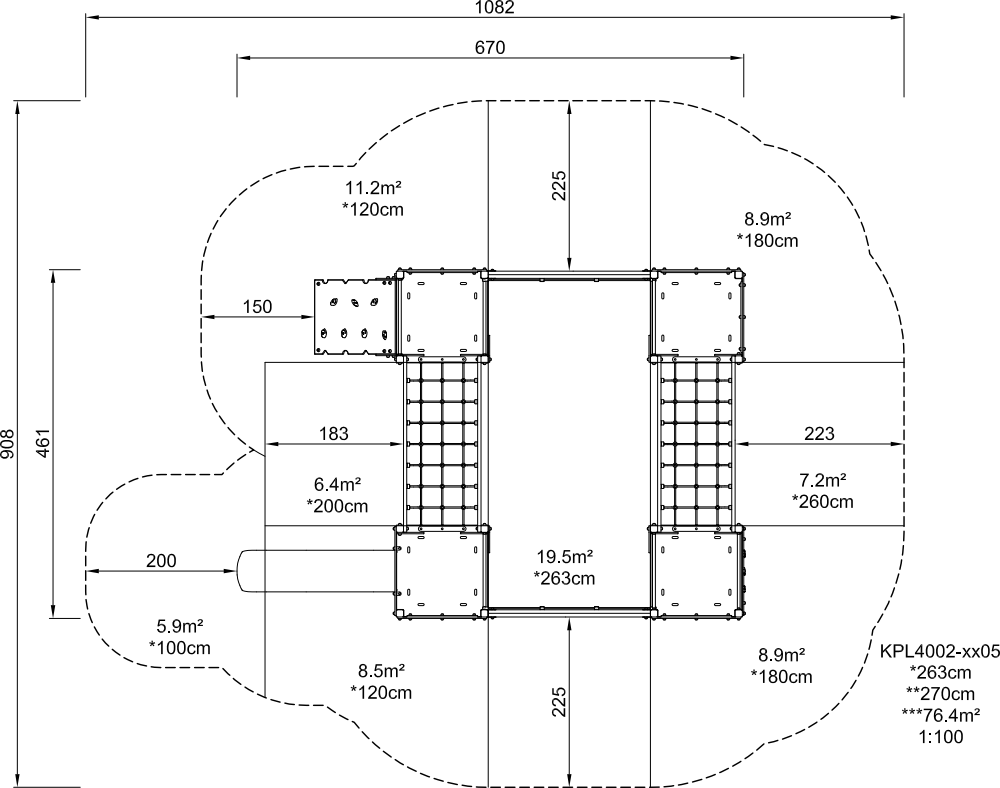 1082
670
225
11.2m²
*120cm
8.9m²
*180cm
150
908
461
183
223
6.4m²
*200cm
7.2m²
*260cm
200
19.5m²
*263cm
5.9m²
*100cm
8.5m²
*120cm
8.9m²
*180cm
225
KPL4002-xx05
*263cm
**270cm
***76.4m²
1:100